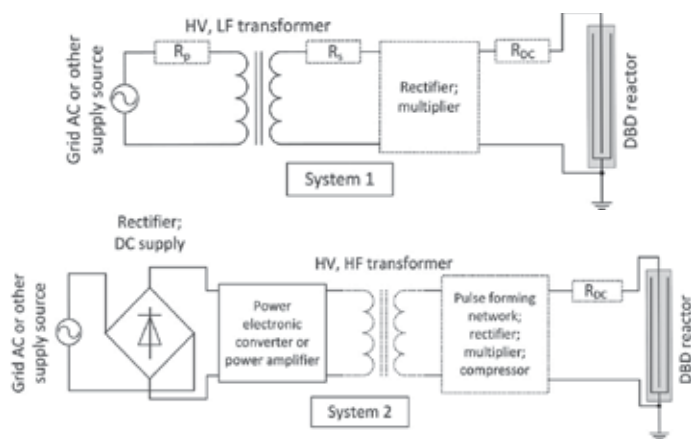 HV, LF transformer
Grid AC or other
supply source
Rp
Rs
Rectifier;
multiplier
RDC
DBD reactor
System 1
Rectifier;
DC supply
HV, HF transformer
Grid AC or other
supply source
Power
electronic
converter or
power amplifier
Pulse forming
network;
rectifier;
multiplier;
compressor
RDC
DBD reactor
System 2